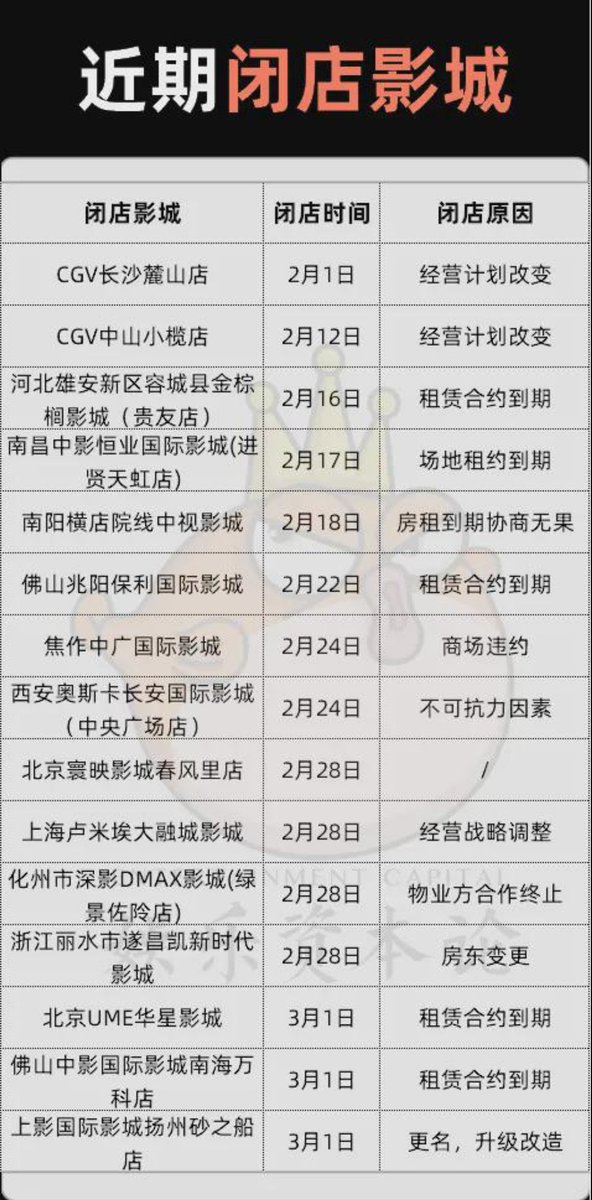 近期闭店影城
闭店影城 闭店时间 闭店原因
CGV长沙麓山店 2月1日 经营计划改变
CGV中山小榄店 2月12日 经营计划改变
河北雄安新区容城县金棕
榈影城（贵友店） 2月16日 租赁合约到期
南昌中影恒业国际影城(进
贤天虹店) 2月17日 场地租约到期
南阳横店院线中视影城 2月18日 房租到期协商无果
佛山兆阳保利国际影城 2月22日 租赁合约到期
焦作中广国际影城 2月24日 商场违约
西安奥斯卡长安国际影城
（中央广场店） 2月24日 不可抗力因素
北京寰映影城春风里店 2月28日 /
上海卢米埃大融城影城 2月28日 经营战略调整
化州市深影DMAX影城(绿
景佐阾店) 2月28日 物业方合作终止
浙江丽水市遂昌凯新时代
影城 2月28日 房东变更
北京UME华星影城 3月1日 租赁合约到期
佛山中影国际影城南海万
科店 3月1日 租赁合约到期
上影国际影城扬州砂之船
店 3月1日 更名，升级改造
CAPITAL
娱乐资本论